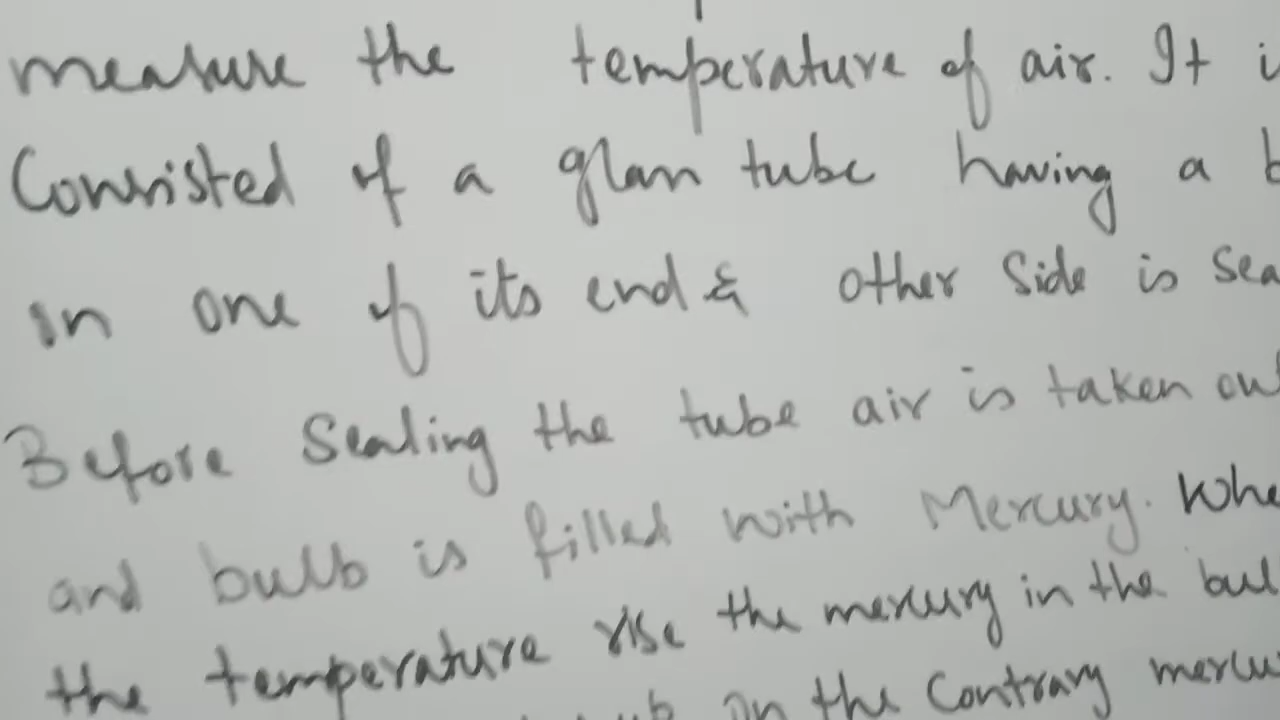 measure the temperature of air. It i
Consisted of a glass tube having a b
in one of its end & other side is sea
Before Sealing the tube air is taken out
and bulb is filled with Mercury. Whe
the temperature rise the mercury in the bul
on the Contrary mercu